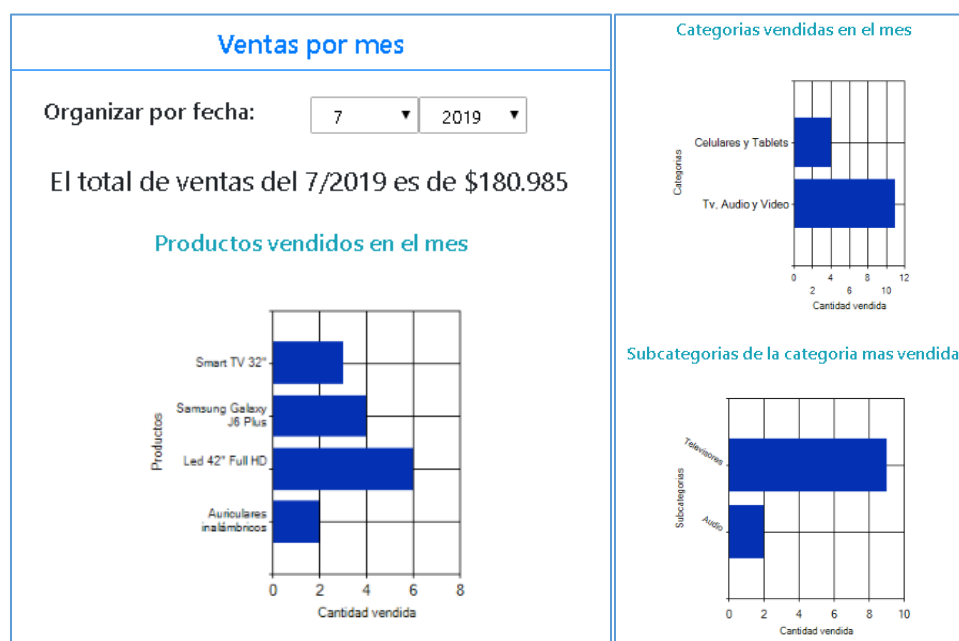 Ventas por mes
Organizar por fecha:
7 2019
El total de ventas del 7/2019 es de $180.985
Productos vendidos en el mes
Productos
Smart TV 32"
Samsung Galaxy
J6 Plus
Led 42" Full HD
Auriculares
inalámbricos
0 2 4 6 8
Cantidad vendida
Categorias vendidas en el mes
Categorias
Celulares y Tablets
Tv, Audio y Video
0 4 8 12
2 6 10
Cantidad vendida
Subcategorias de la categoria mas vendida
Subcategorias
Televisores
Audio
0 2 4 6 8 10
Cantidad vendida